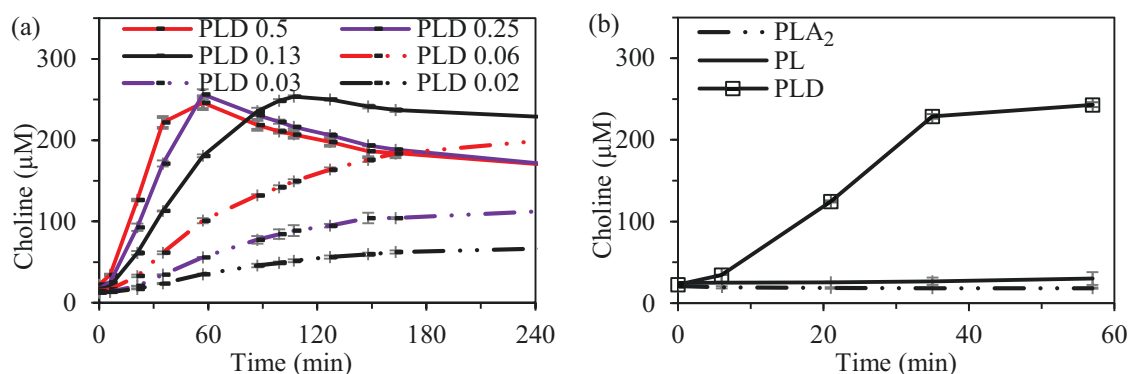 (a)
PLD 0.5
PLD 0.25
PLD 0.13
PLD 0.06
PLD 0.03
PLD 0.02
300
200
100
0
Choline (µM)
0
60
120
180
240
Time (min)
(b)
PLA₂
PL
PLD
300
200
100
0
Choline (µM)
0
20
40
60
Time (min)